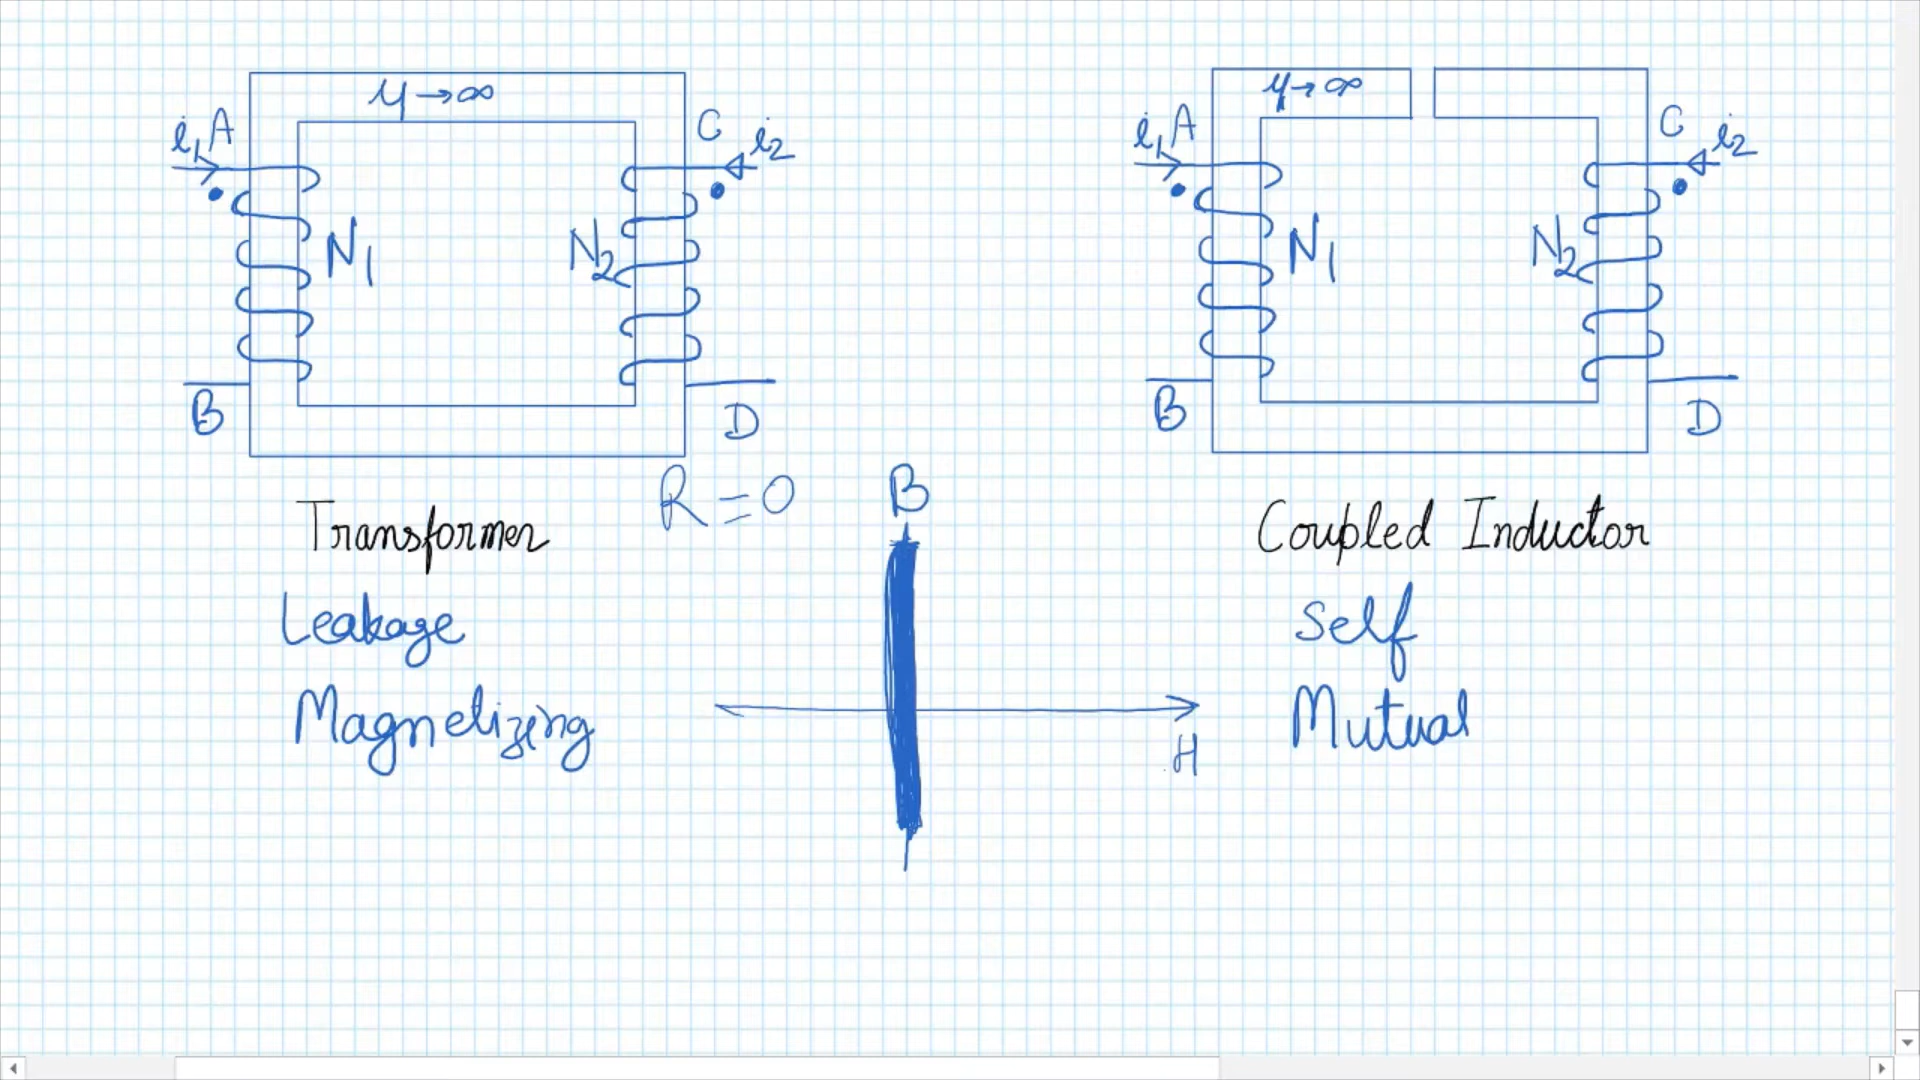 μ→∞
i₁ A
C i₂
N₁
N₂
B
D
R=0
Transformer
Leakage
Magnetizing
B
H
μ→∞
i₁ A
C i₂
N₁
N₂
B
D
Coupled Inductor
Self
Mutual